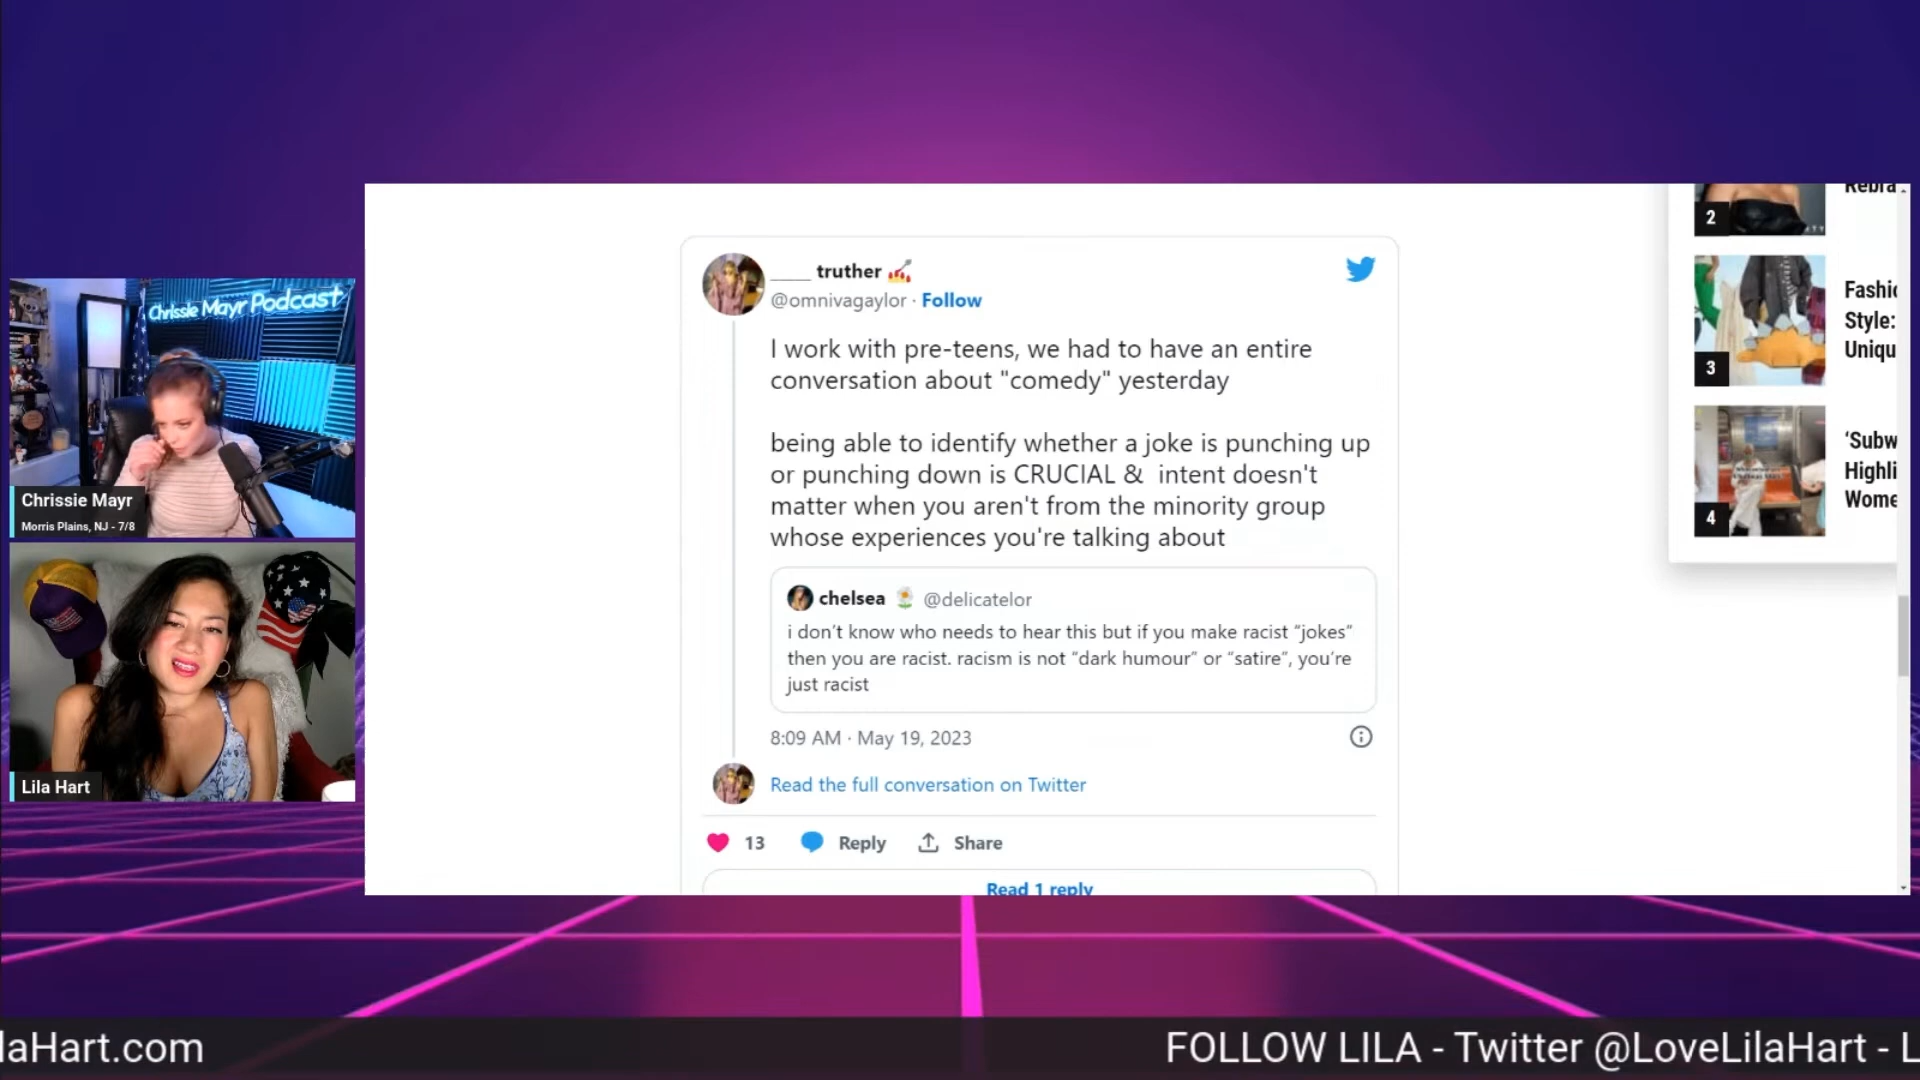 Chrissie Mayr Podcast
Chrissie Mayr
Morris Plains, NJ - 7/8
Lila Hart
____ truther
@omnivagaylor · Follow
I work with pre-teens, we had to have an entire
conversation about "comedy" yesterday
being able to identify whether a joke is punching up
or punching down is CRUCIAL & intent doesn't
matter when you aren't from the minority group
whose experiences you're talking about
chelsea @delicatelor
i don't know who needs to hear this but if you make racist “jokes“
then you are racist. racism is not “dark humour” or “satire”, you’re
just racist
8:09 AM · May 19, 2023
Read the full conversation on Twitter
13 Reply Share
Read 1 reply
2
Rebra
3
Fashio
Style:
Uniqu
4
‘Subw
Highli
Wome
laHart.com
FOLLOW LILA - Twitter @LoveLilaHart - L